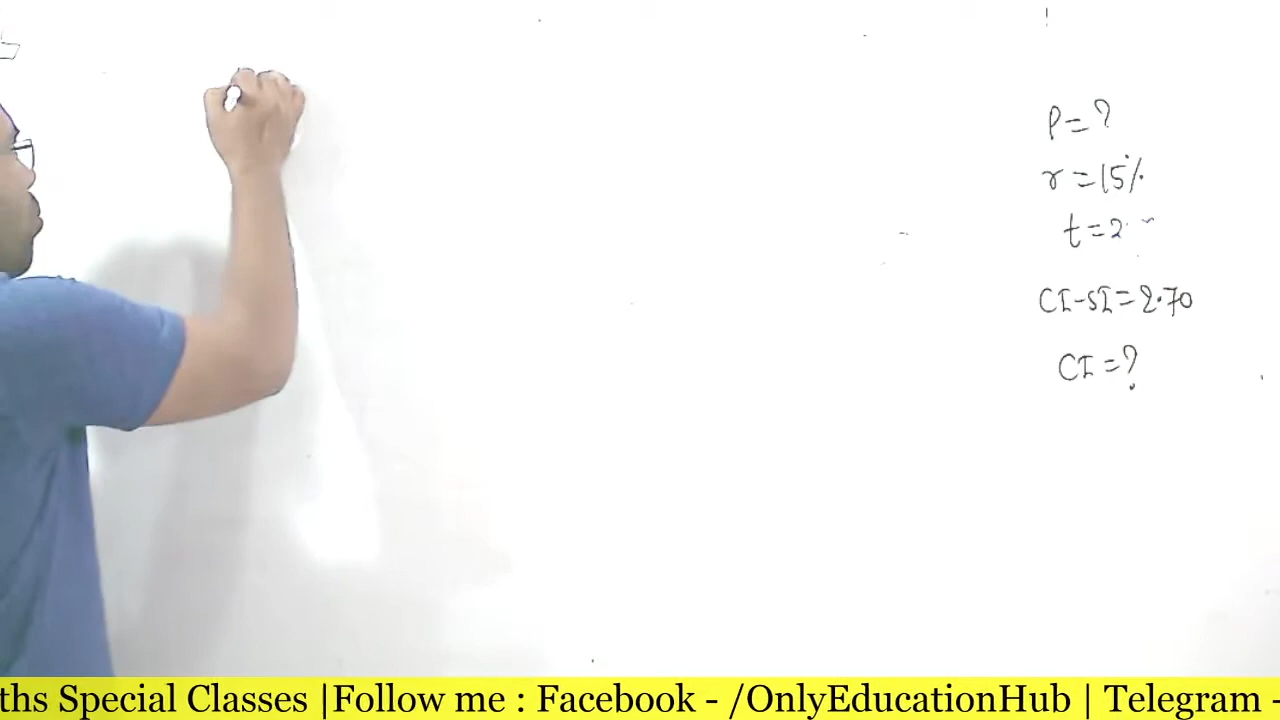 P=?
r=15%
t=2
CI-SI=2.70
CI=?
ths Special Classes |Follow me : Facebook - /OnlyEducationHub | Telegram -